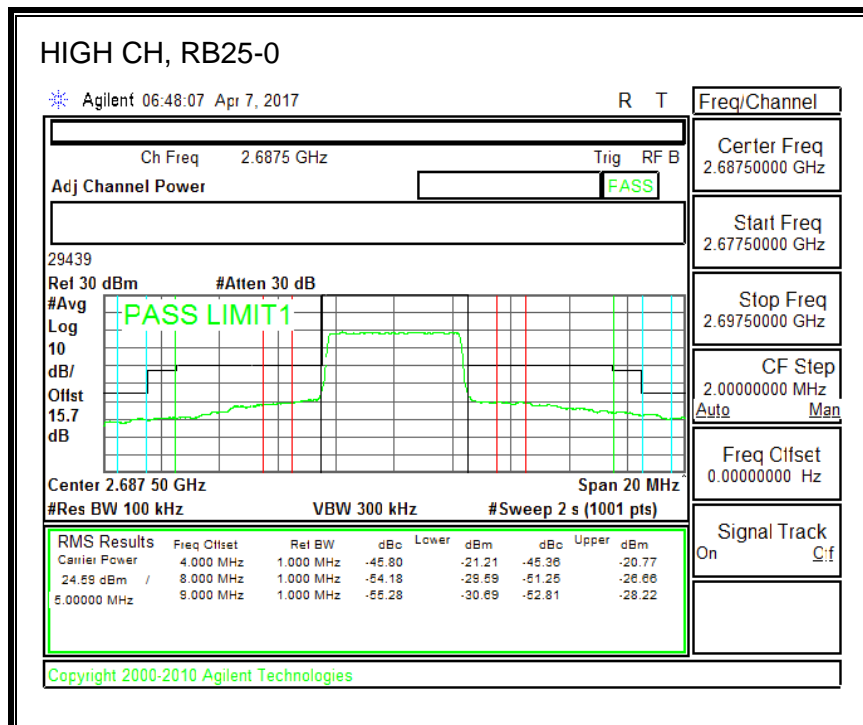 HIGH CH, RB25-0
Agilent 06:48:07 Apr 7, 2017 R T
Freq/Channel
Ch Freq 2.6875 GHz Trig RF B
Adj Channel Power PASS
29439
Ref 30 dBm #Atten 30 dB
#Avg
Log
10
dB/
Offst
15.7
dB
PASS LIMIT1
Center 2.687 50 GHz Span 20 MHz
#Res BW 100 kHz VBW 300 kHz #Sweep 2 s (1001 pts)
RMS Results Freq Offset Ref BW dBc Lower dBm dBc Upper dBm
Carrier Power 4.000 MHz 1.000 MHz -45.80 -21.21 -45.36 -20.77
24.59 dBm / 8.000 MHz 1.000 MHz -54.18 -29.59 -51.25 -26.66
5.00000 MHz 9.000 MHz 1.000 MHz -55.28 -30.69 -52.81 -28.22
Copyright 2000-2010 Agilent Technologies
Center Freq
2.68750000 GHz
Start Freq
2.67750000 GHz
Stop Freq
2.69750000 GHz
CF Step
2.00000000 MHz
Auto Man
Freq Offset
0.00000000 Hz
Signal Track
On Off